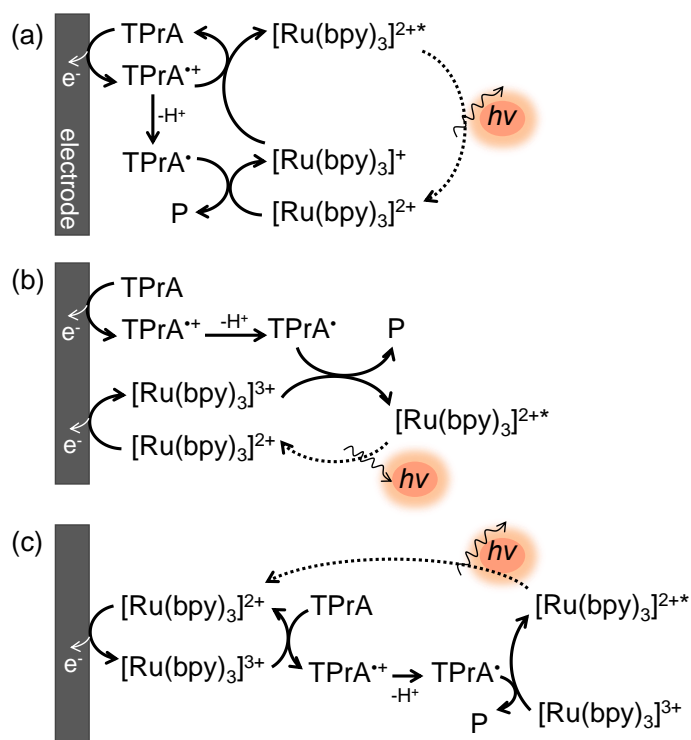 (a)
TPrA
[Ru(bpy)₃]²⁺*
e⁻
TPrA•⁺
-H⁺
hv
electrode
TPrA•
[Ru(bpy)₃]⁺
P
[Ru(bpy)₃]²⁺
(b)
TPrA
e⁻
TPrA•⁺
-H⁺
TPrA•
P
[Ru(bpy)₃]³⁺
[Ru(bpy)₃]²⁺*
e⁻
[Ru(bpy)₃]²⁺
hv
(c)
hv
[Ru(bpy)₃]²⁺
TPrA
[Ru(bpy)₃]²⁺*
e⁻
[Ru(bpy)₃]³⁺
TPrA•⁺
-H⁺
TPrA•
P
[Ru(bpy)₃]³⁺